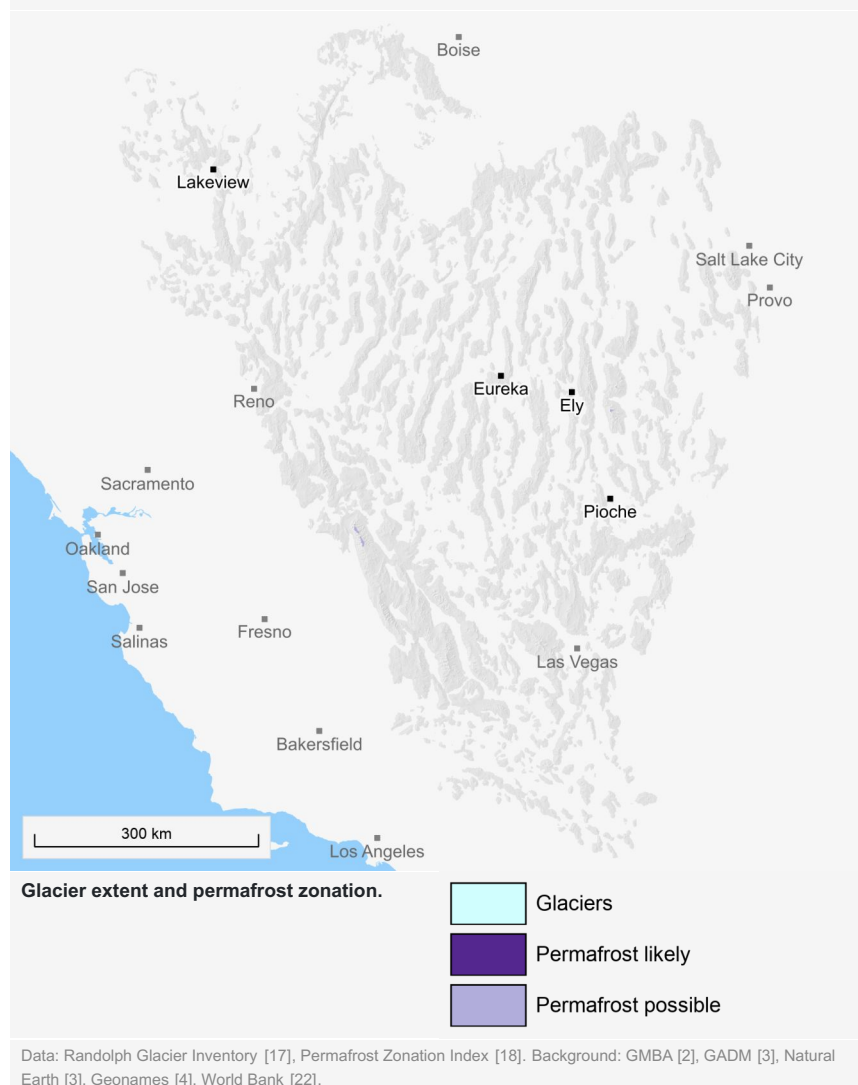 Boise
Lakeview
Salt Lake City
Provo
Eureka
Reno
Ely
Sacramento
Pioche
Oakland
San Jose
Fresno
Salinas
Las Vegas
Bakersfield
300 km
Los Angeles
Glacier extent and permafrost zonation.
Glaciers
Permafrost likely
Permafrost possible
Data: Randolph Glacier Inventory [17], Permafrost Zonation Index [18]. Background: GMBA [2], GADM [3], Natural
Earth [3], Geonames [4], World Bank [22].